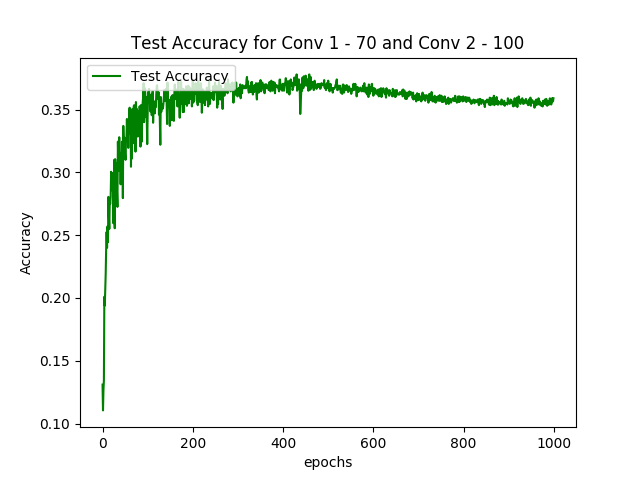 Test Accuracy for Conv 1 - 70 and Conv 2 - 100
Test Accuracy
0.35
0.30
0.25
0.20
0.15
0.10
Accuracy
0 200 400 600 800 1000
epochs